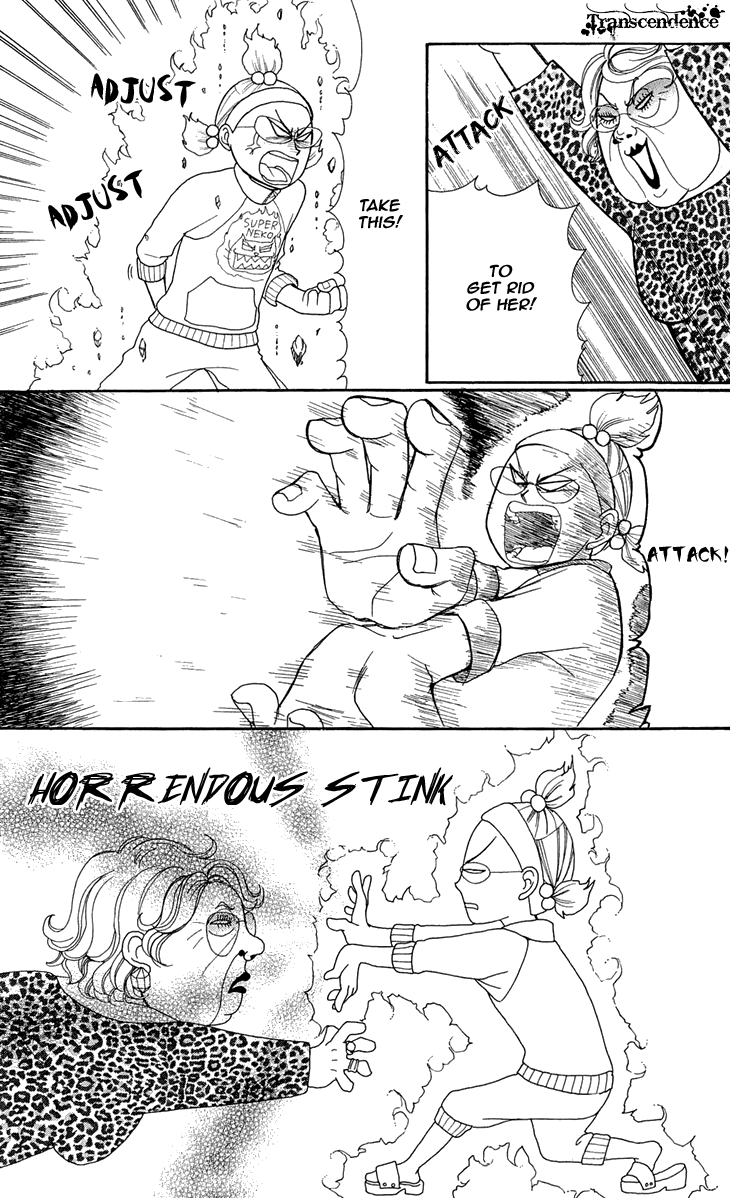 Transcendence
ATTACK
TO
GET RID
OF HER!
ADJUST
ADJUST
TAKE
THIS!
SUPER
NEKO
ATTACK!
HORRENDOUS STINK